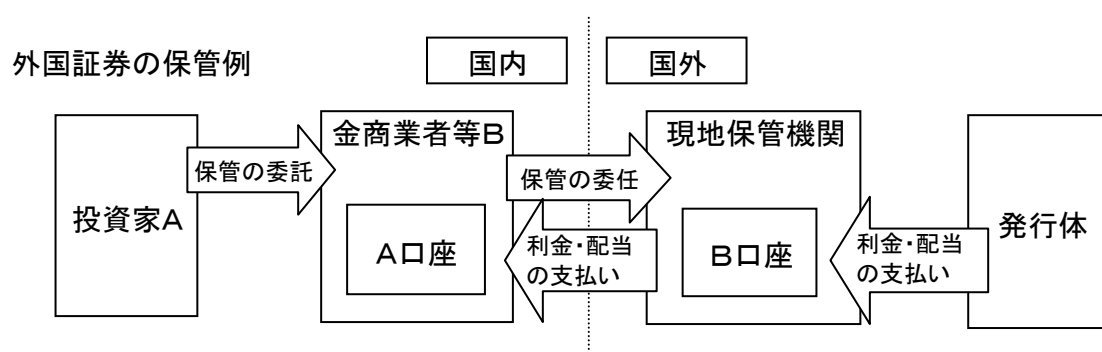 外国証券の保管例
国内
国外
投資家A
保管の委託
金商業者等B
A口座
保管の委任
利金・配当
の支払い
現地保管機関
B口座
利金・配当
の支払い
発行体